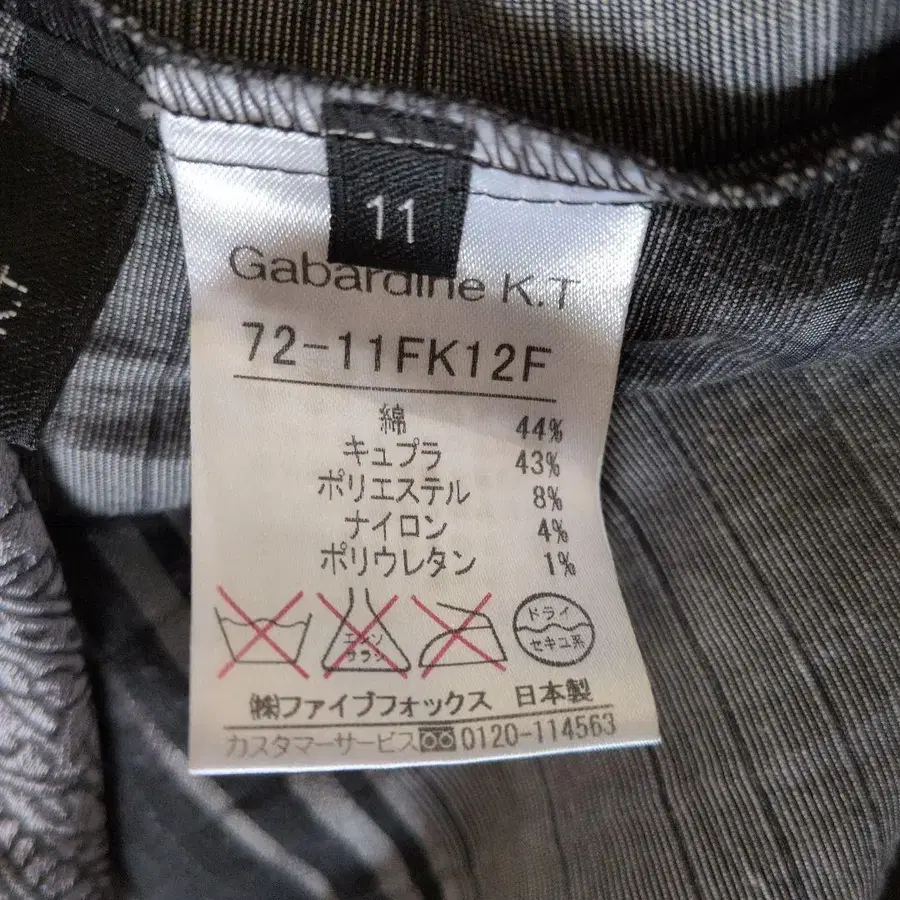 11
Gabardine K.T
72-11FK12F
綿 44%
キュプラ 43%
ポリエステル 8%
ナイロン 4%
ポリウレタン 1%
エンソ
サラシ
ドライ
セキユ系
㈱ファイブフォックス 日本製
カスタマーサービス 0120-114563